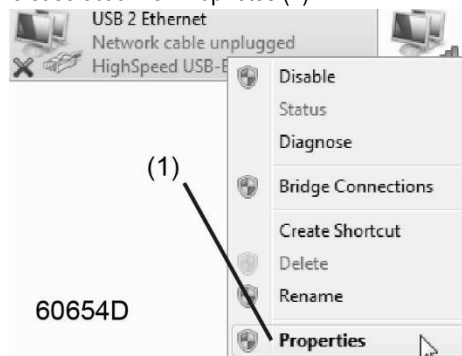 USB 2 Ethernet
Network cable unplugged
HighSpeed USB-E
Disable
Status
Diagnose
(1)
Bridge Connections
Create Shortcut
Delete
Rename
60654D
Properties